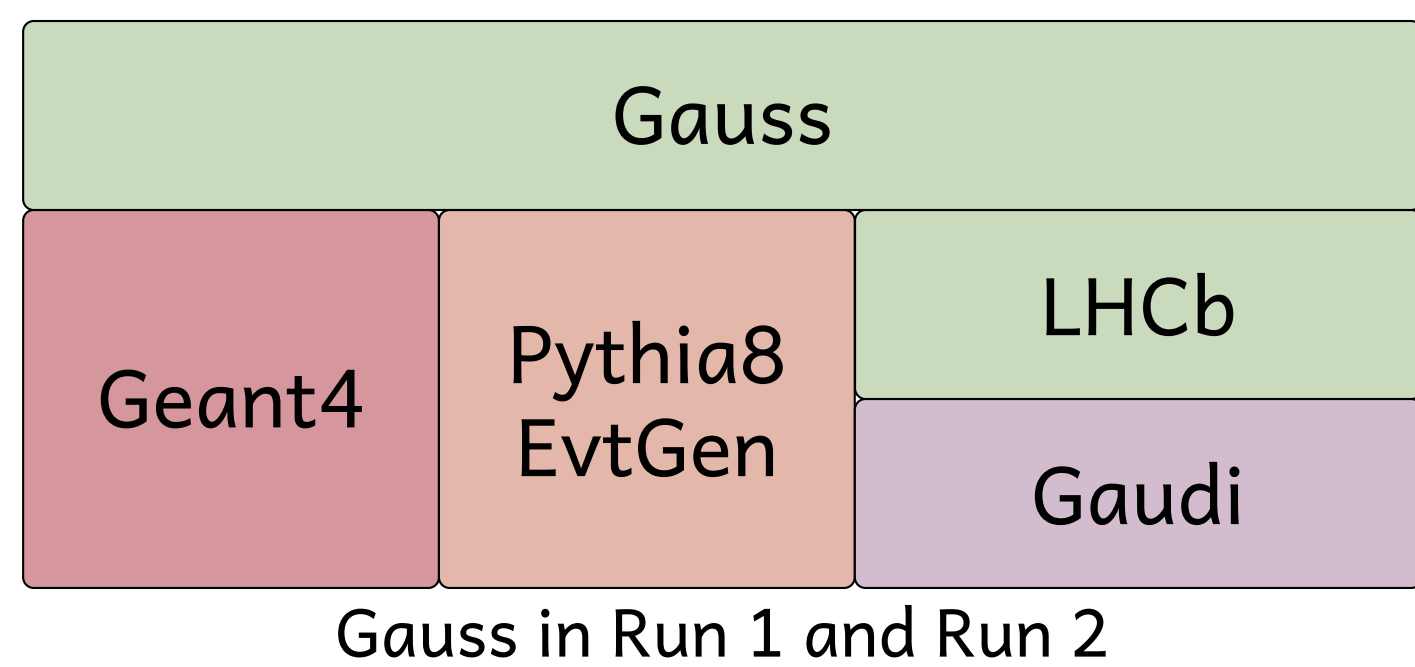 Gauss
Geant4
Pythia8
EvtGen
LHCb
Gaudi
Gauss in Run 1 and Run 2